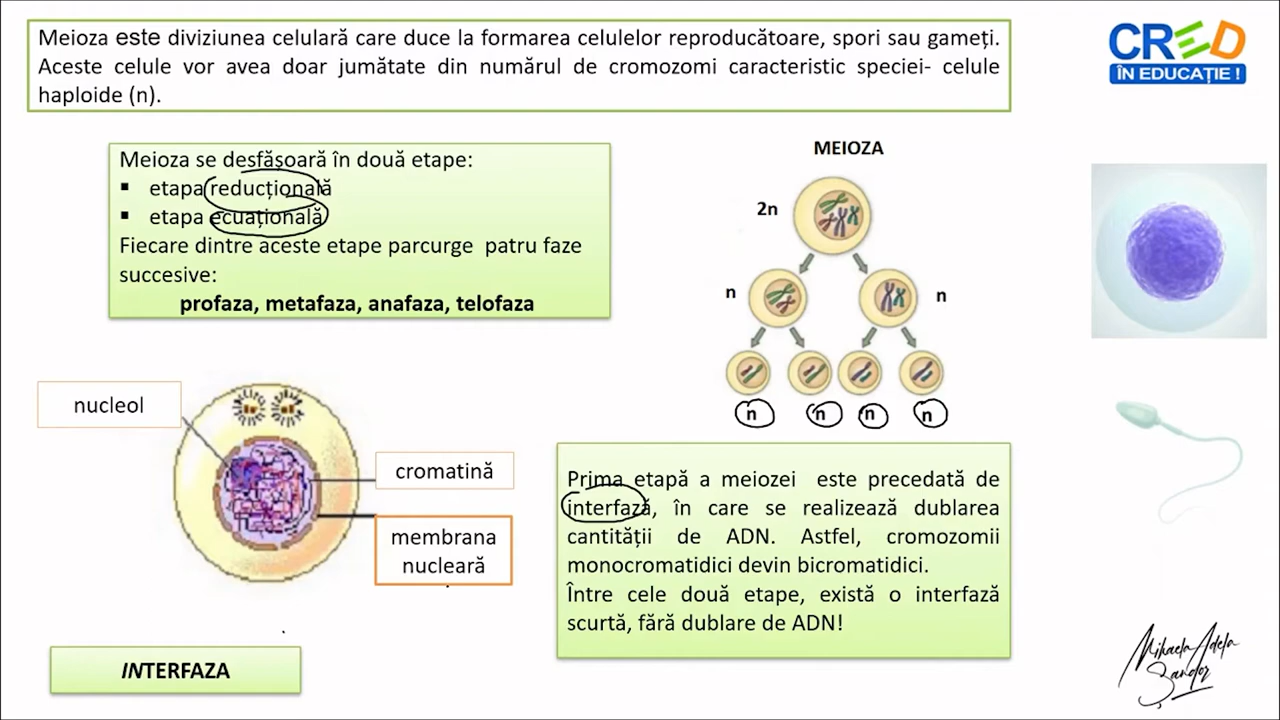 Meioza este diviziunea celulară care duce la formarea celulelor reproducătoare, spori sau gameți.
Aceste celule vor avea doar jumătate din numărul de cromozomi caracteristic speciei- celule
haploide (n).
CRED
ÎN EDUCAȚIE !
Meioza se desfășoară în două etape:
▪ etapa reducțională
▪ etapa ecuațională
Fiecare dintre aceste etape parcurge patru faze
succesive:
profaza, metafaza, anafaza, telofaza
MEIOZA
2n
n
n
n
n
n
n
nucleol
cromatină
membrana
nucleară
Prima etapă a meiozei este precedată de
interfază, în care se realizează dublarea
cantității de ADN. Astfel, cromozomii
monocromatidici devin bicromatidici.
Între cele două etape, există o interfază
scurtă, fără dublare de ADN!
INTERFAZA
Mihaela Adela
Șandor